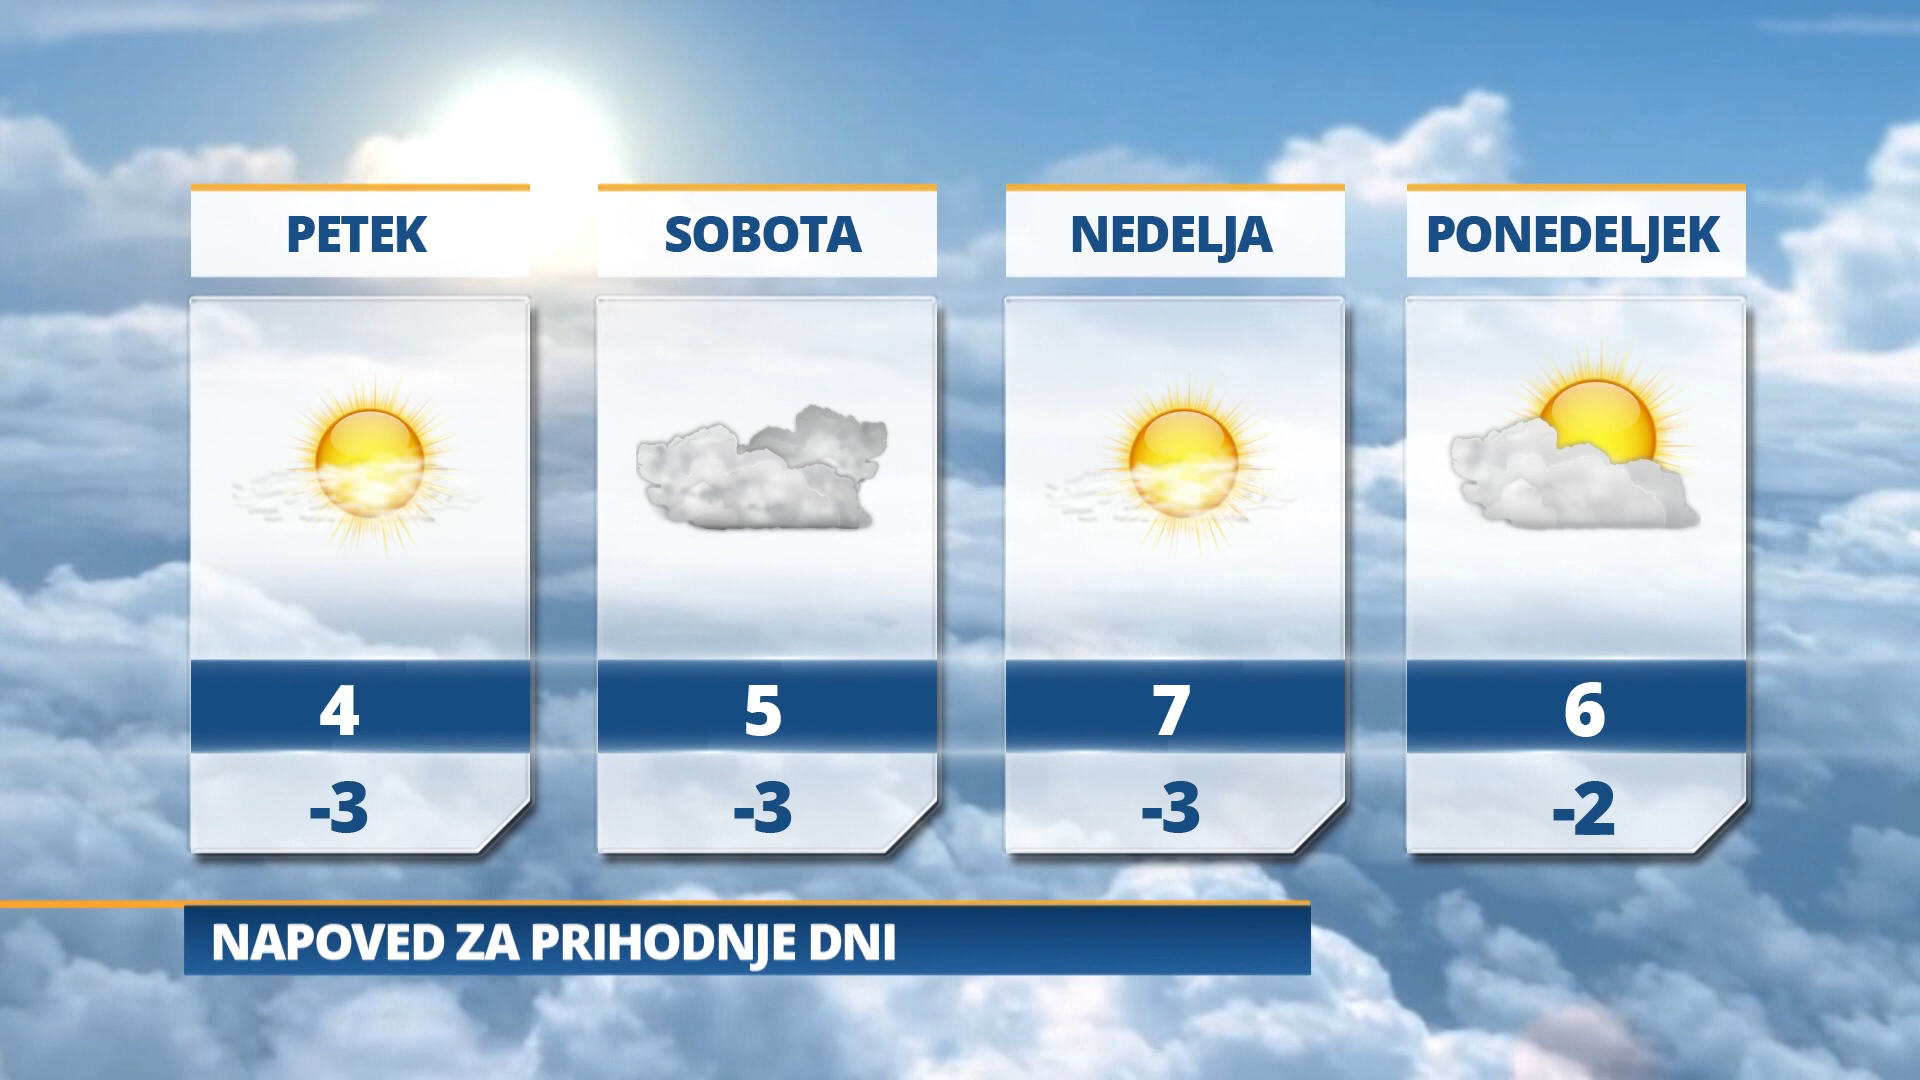 PETEK
SOBOTA
NEDELJA
PONEDELJEK
4
5
7
6
-3
-3
-3
-2
NAPOVED ZA PRIHODNJE DNI